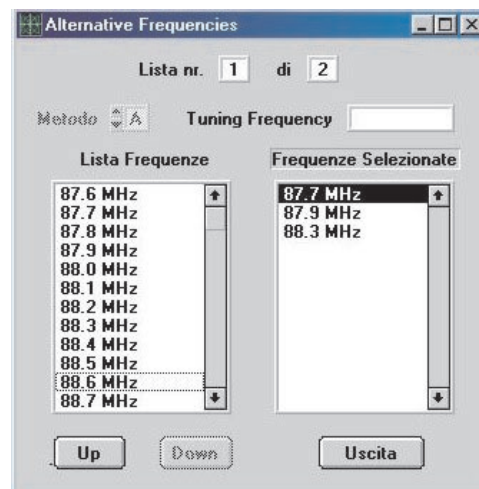 Alternative Frequencies
Lista nr. 1 di 2
Metodo A Tuning Frequency
Lista Frequenze
87.6 MHz
87.7 MHz
87.8 MHz
87.9 MHz
88.0 MHz
88.1 MHz
88.2 MHz
88.3 MHz
88.4 MHz
88.5 MHz
88.6 MHz
88.7 MHz
Frequenze Selezionate
87.7 MHz
87.9 MHz
88.3 MHz
Up Down Uscita